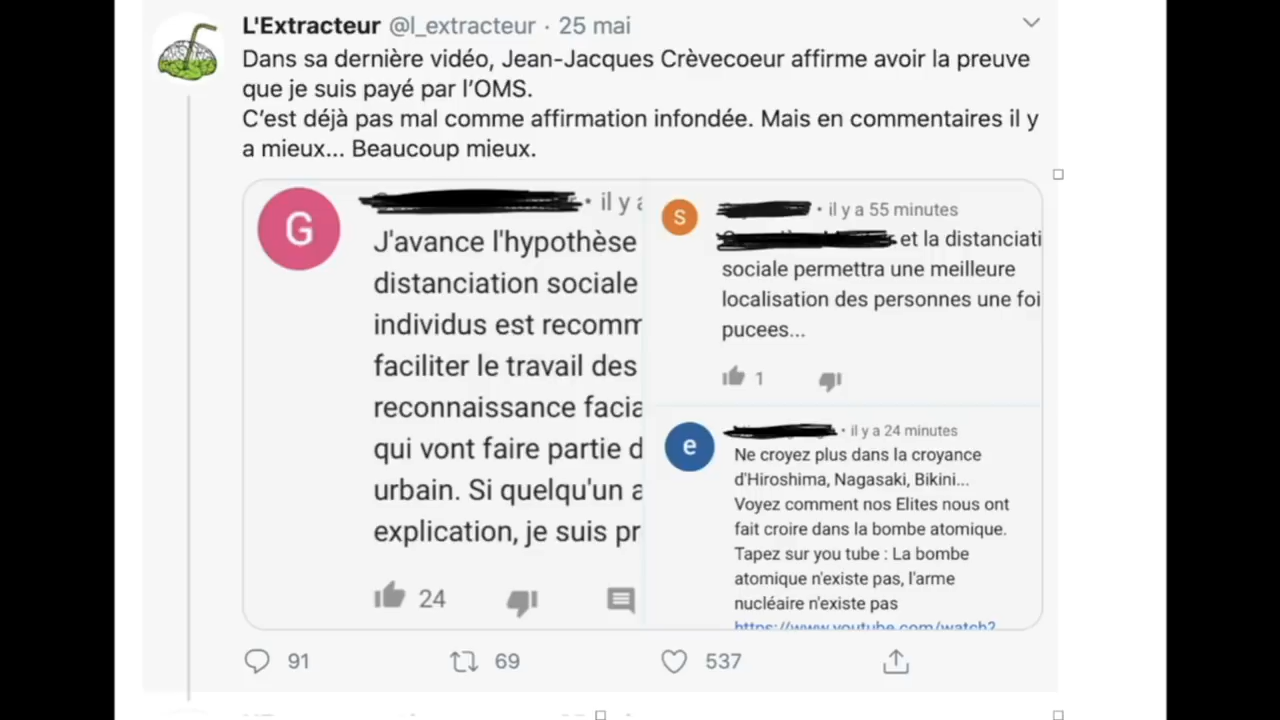 L'Extracteur @l_extracteur · 25 mai
Dans sa dernière vidéo, Jean-Jacques Crèvecoeur affirme avoir la preuve
que je suis payé par l'OMS.
C'est déjà pas mal comme affirmation infondée. Mais en commentaires il y
a mieux... Beaucoup mieux.
G
• il y a
J'avance l'hypothèse
distanciation sociale
individus est recomm
faciliter le travail des
reconnaissance facia
qui vont faire partie d
urbain. Si quelqu'un a
explication, je suis pr
24
S
• il y a 55 minutes
et la distanciati
sociale permettra une meilleure
localisation des personnes une foi
pucees...
1
e
• il y a 24 minutes
Ne croyez plus dans la croyance
d'Hiroshima, Nagasaki, Bikini...
Voyez comment nos Elites nous ont
fait croire dans la bombe atomique.
Tapez sur you tube : La bombe
atomique n'existe pas, l'arme
nucléaire n'existe pas
https://www.youtube.com/watch?
91 69 537